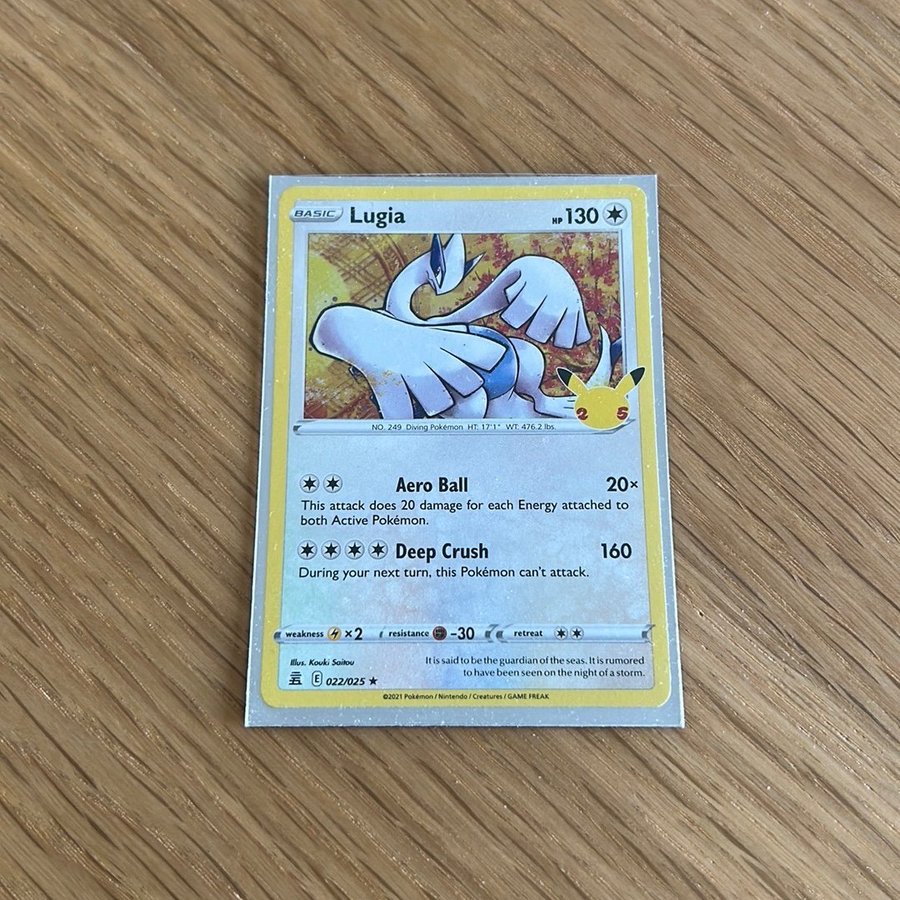 BASIC Lugia HP 130
25
NO. 249 Diving Pokémon HT: 17'1" WT: 476.2 lbs.
Aero Ball 20×
This attack does 20 damage for each Energy attached to
both Active Pokémon.
Deep Crush 160
During your next turn, this Pokémon can't attack.
weakness ×2 resistance -30 retreat
Illus. Kouki Saitou
It is said to be the guardian of the seas. It is rumored
to have been seen on the night of a storm.
E 022/025 ★
©2021 Pokémon / Nintendo / Creatures / GAME FREAK